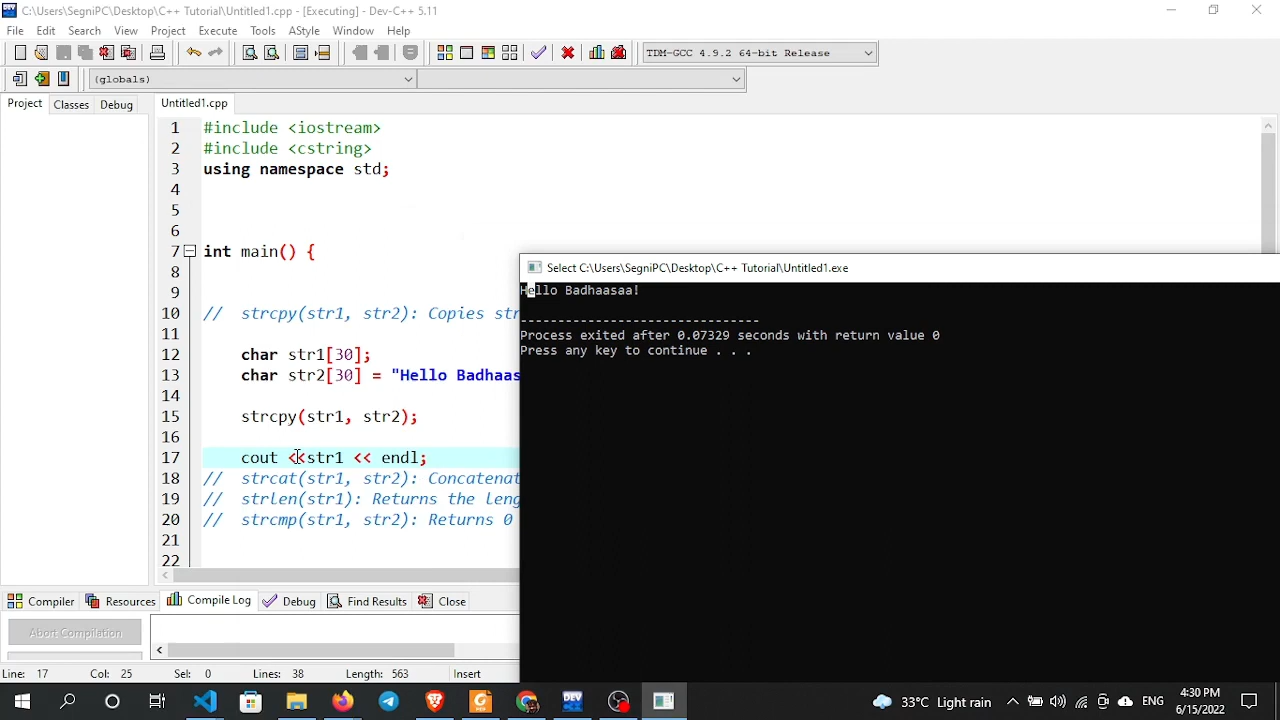 C:\Users\SegniPC\Desktop\C++ Tutorial\Untitled1.cpp - [Executing] - Dev-C++ 5.11
File Edit Search View Project Execute Tools AStyle Window Help
TDM-GCC 4.9.2 64-bit Release
(globals)
Project Classes Debug Untitled1.cpp
1 #include <iostream>
2 #include <cstring>
3 using namespace std;
4
5
6
7 int main() {
8
9
10 // strcpy(str1, str2): Copies str
11
12 char str1[30];
13 char str2[30] = "Hello Badhaas
14
15 strcpy(str1, str2);
16
17 cout <<str1 << endl;
18 // strcat(str1, str2): Concatenat
19 // strlen(str1): Returns the leng
20 // strcmp(str1, str2): Returns 0
21
22
Select C:\Users\SegniPC\Desktop\C++ Tutorial\Untitled1.exe
Hello Badhaasaa!
--------------------------------
Process exited after 0.07329 seconds with return value 0
Press any key to continue . . .
Compiler Resources Compile Log Debug Find Results Close
Abort Compilation
Line: 17 Col: 25 Sel: 0 Lines: 38 Length: 563 Insert
33°C Light rain ENG 4:30 PM
6/15/2022